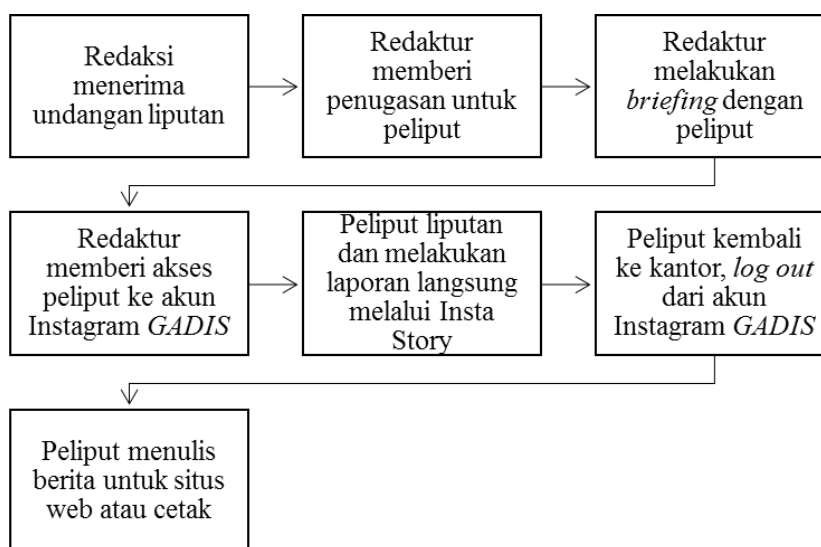 Redaksi
menerima
undangan liputan
Redaktur
memberi
penugasan untuk
peliput
Redaktur
melakukan
briefing dengan
peliput
Redaktur
memberi akses
peliput ke akun
Instagram GADIS
Peliput liputan
dan melakukan
laporan langsung
melalui Insta
Story
Peliput kembali
ke kantor, log out
dari akun
Instagram GADIS
Peliput menulis
berita untuk situs
web atau cetak